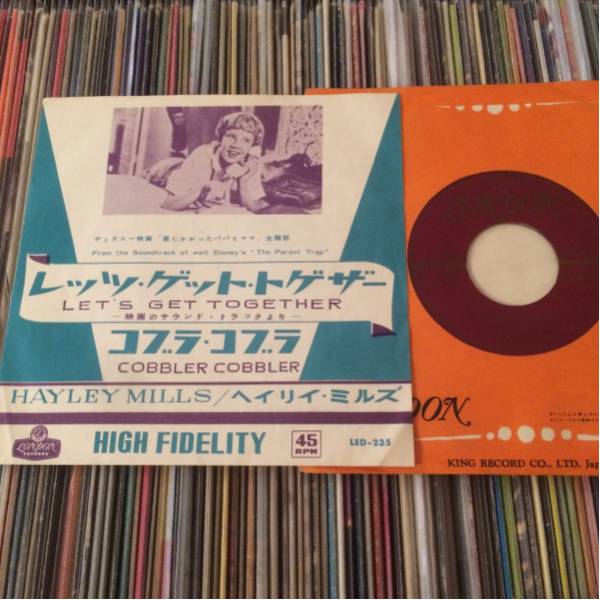 ディズニー映画「罠にかかったパパとママ」主題歌
From the Soundtrack of walt Disney's "The Parent Trap"
レッツ・ゲット・トゲザー
LET'S GET TOGETHER
—映画のサウンド・トラックより—
コブラ・コブラ
COBBLER COBBLER
HAYLEY MILLS/ヘイリイ・ミルズ
LONDON
RECORDS
HIGH FIDELITY
45
RPM
LED-235
DON
KING RECORD CO., LTD. Jap